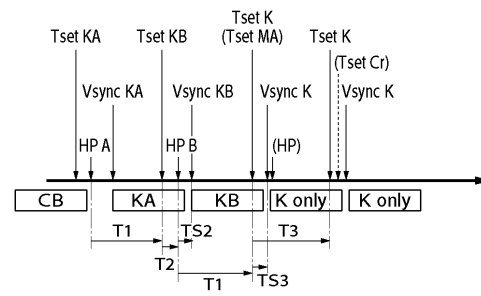 Tset K
Tset KA Tset KB (Tset MA) Tset K
(Tset Cr)
Vsync KA Vsync KB Vsync K Vsync K
HP A HP B (HP)
CB KA KB K only K only
T1 TS2 T3
T2 TS3
T1